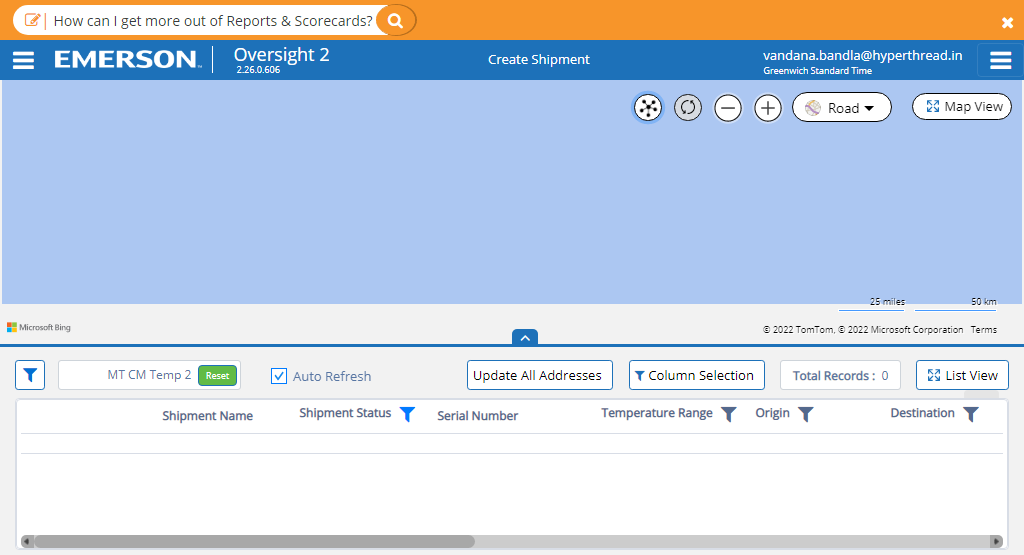 How can I get more out of Reports & Scorecards?
EMERSON™ Oversight 2
2.26.0.606
Create Shipment
vandana.bandla@hyperthread.in
Greenwich Standard Time
Road
Map View
25 miles 50 km
Microsoft Bing
© 2022 TomTom, © 2022 Microsoft Corporation Terms
MT CM Temp 2 Reset
Auto Refresh
Update All Addresses
Column Selection
Total Records : 0
List View
Shipment Name Shipment Status Serial Number Temperature Range Origin Destination